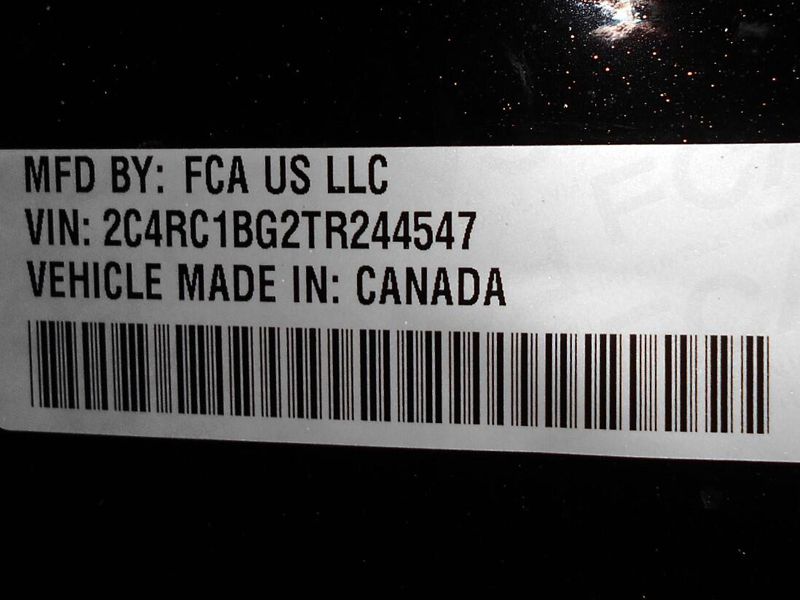 MFD BY: FCA US LLC
VIN: 2C4RC1BG2TR244547
VEHICLE MADE IN: CANADA